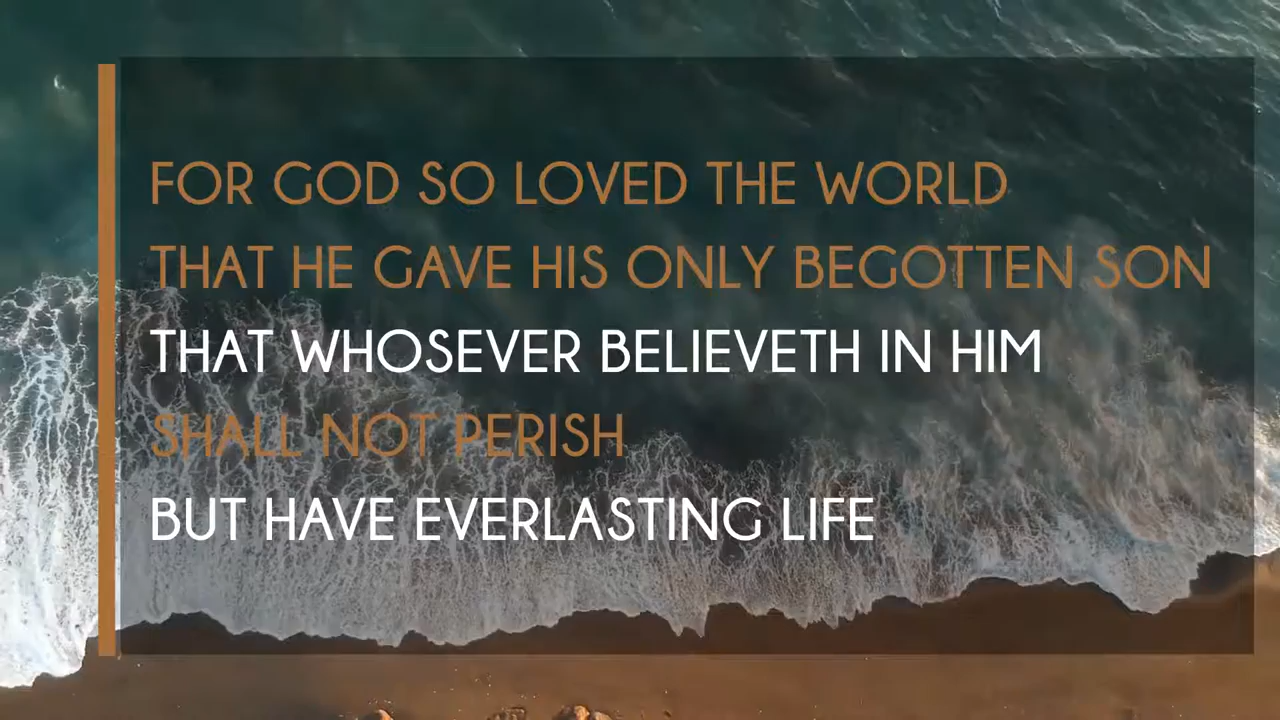 FOR GOD SO LOVED THE WORLD
THAT HE GAVE HIS ONLY BEGOTTEN SON
THAT WHOSEVER BELIEVETH IN HIM
SHALL NOT PERISH
BUT HAVE EVERLASTING LIFE